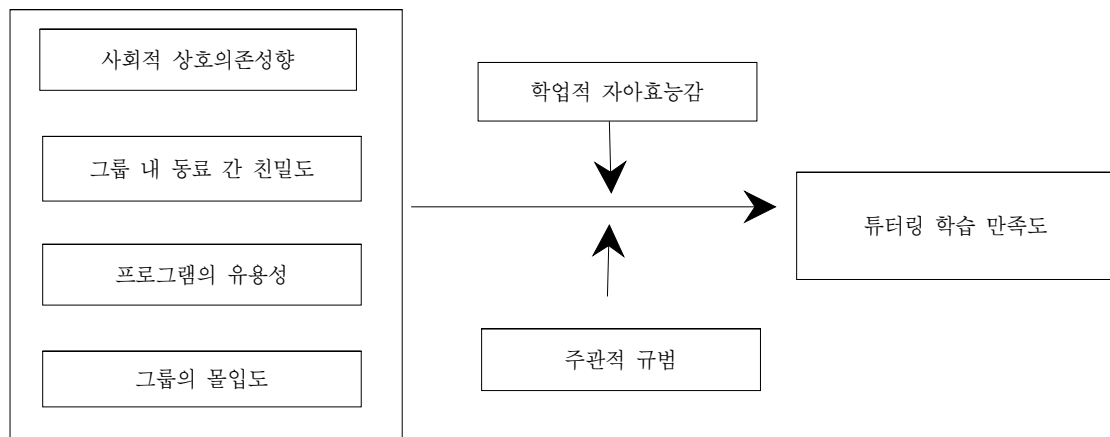 사회적 상호의존성향
그룹 내 동료 간 친밀도
프로그램의 유용성
그룹의 몰입도
학업적 자아효능감
주관적 규범
튜터링 학습 만족도